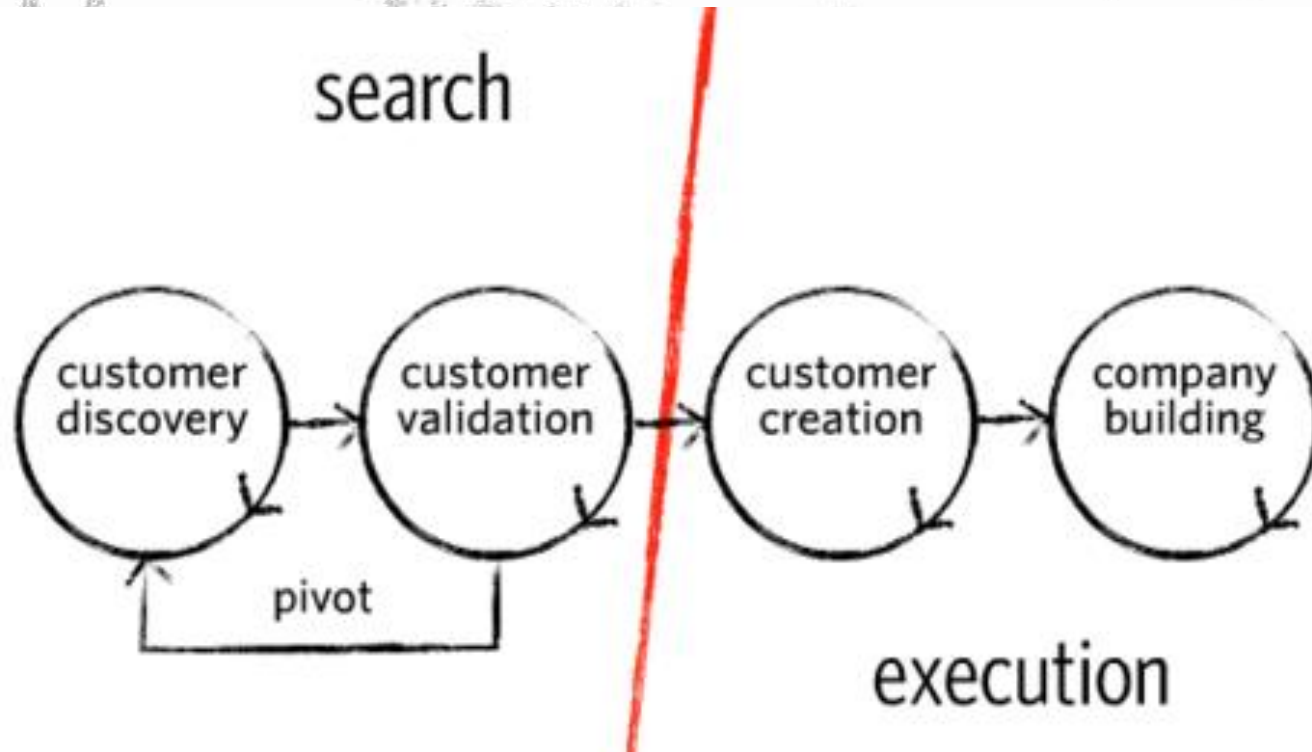 search
customer
discovery
customer
validation
customer
creation
company
building
pivot
execution